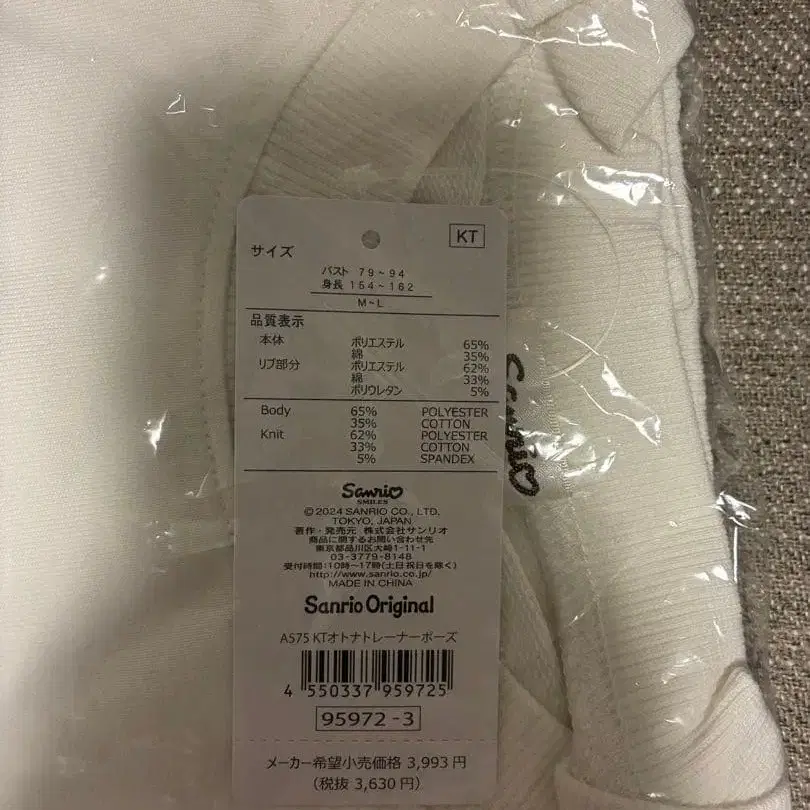 KT
サイズ
バスト 79~94
身長 154~162
M~L
品質表示
本体 ポリエステル 65%
綿 35%
リブ部分 ポリエステル 62%
綿 33%
ポリウレタン 5%
Body 65% POLYESTER
35% COTTON
Knit 62% POLYESTER
33% COTTON
5% SPANDEX
Sanrio
SMILES
©2024 SANRIO CO., LTD.
TOKYO, JAPAN
著作・発売元 株式会社サンリオ
商品に関するお問い合わせ先
東京都品川区大崎1-11-1
03-3779-8148
受付時間:10時~17時(土日祝日を除く)
http://www.sanrio.co.jp/
MADE IN CHINA
Sanrio Original
A575 KTオトナトレーナーポーズ
4 550337 959725
95972-3
メーカー希望小売価格 3,993円
(税抜 3,630円)
Sanrio